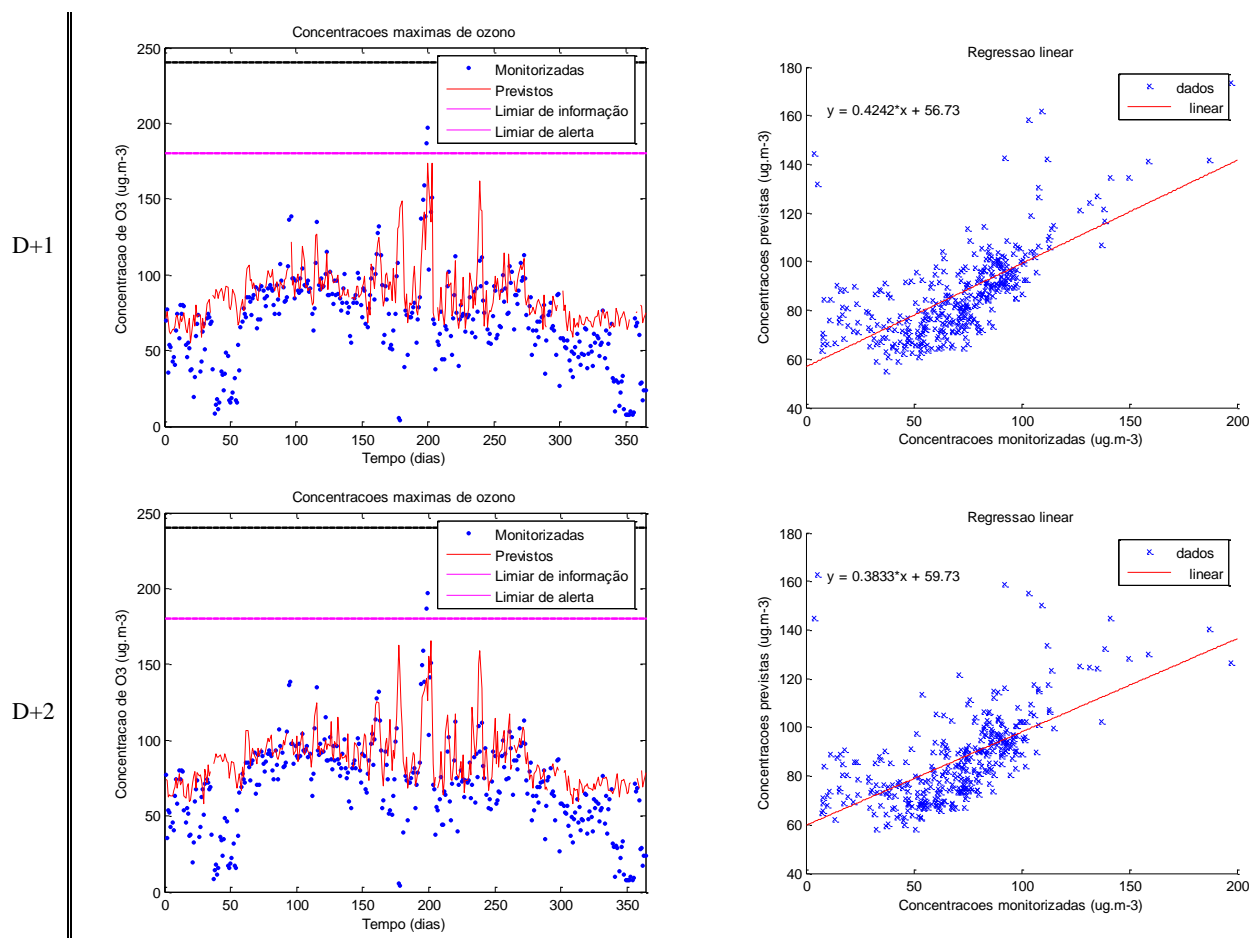 D+1
Concentracoes maximas de ozono
Concentracao de O3 (ug.m-3)
250
200
150
100
50
0
Monitorizadas
Previstos
Limiar de informação
Limiar de alerta
0 50 100 150 200 250 300 350
Tempo (dias)
Regressao linear
Concentracoes previstas (ug.m-3)
180
160
140
120
100
80
60
40
y = 0.4242*x + 56.73
dados
linear
0 50 100 150 200
Concentracoes monitorizadas (ug.m-3)
D+2
Concentracoes maximas de ozono
Concentracao de O3 (ug.m-3)
250
200
150
100
50
0
Monitorizadas
Previstos
Limiar de informação
Limiar de alerta
0 50 100 150 200 250 300 350
Tempo (dias)
Regressao linear
Concentracoes previstas (ug.m-3)
180
160
140
120
100
80
60
40
y = 0.3833*x + 59.73
dados
linear
0 50 100 150 200
Concentracoes monitorizadas (ug.m-3)